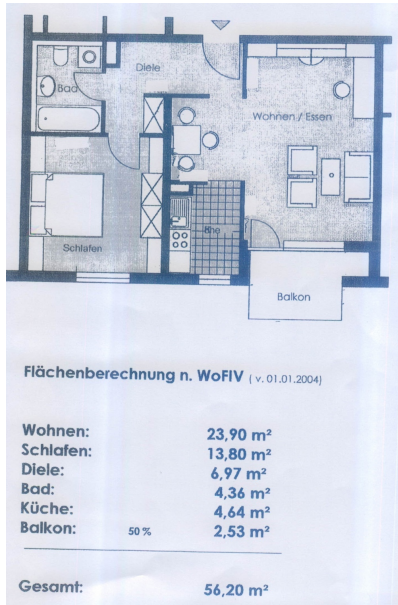 Diele
Bad
Wohnen / Essen
Schlafen
Balkon
Flächenberechnung n. WoFlV ( v. 01.01.2004)
Wohnen: 23,90 m²
Schlafen: 13,80 m²
Diele: 6,97 m²
Bad: 4,36 m²
Küche: 4,64 m²
Balkon: 50 % 2,53 m²
Gesamt: 56,20 m²